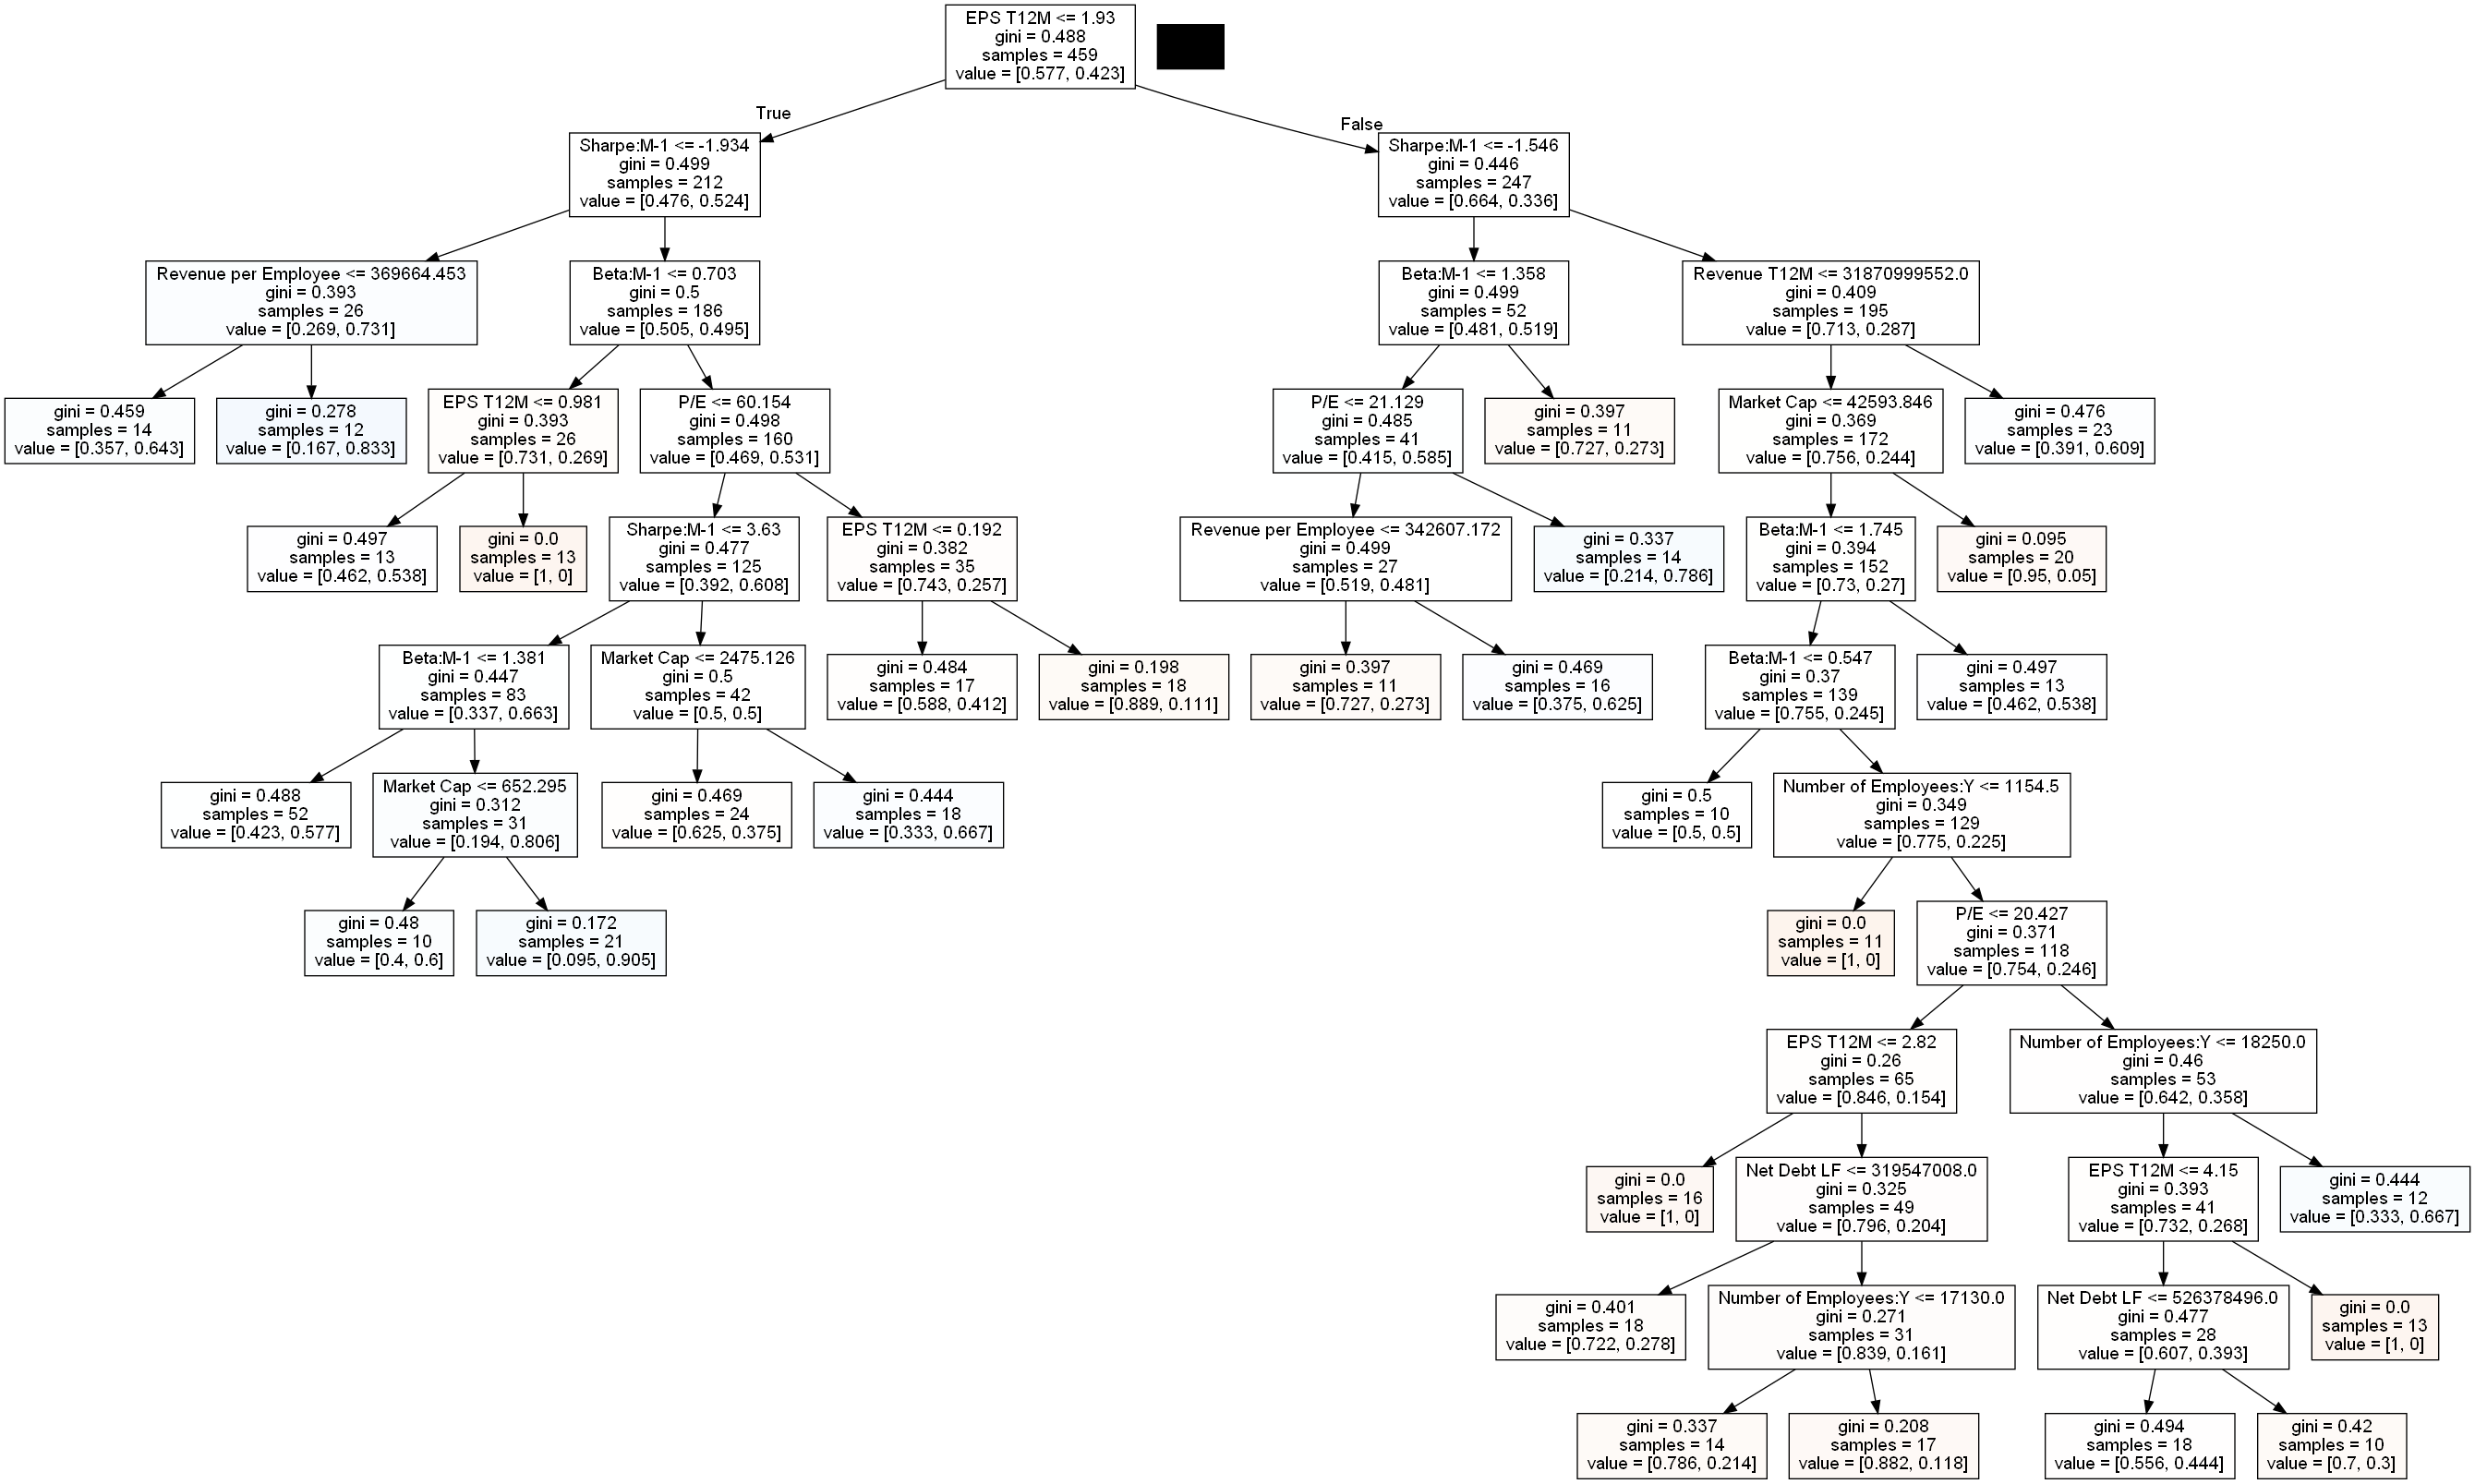 EPS T12M <= 1.93
gini = 0.488
samples = 459
value = [0.577, 0.423]
True
False
Sharpe:M-1 <= -1.934
gini = 0.499
samples = 212
value = [0.476, 0.524]
Sharpe:M-1 <= -1.546
gini = 0.446
samples = 247
value = [0.664, 0.336]
Revenue per Employee <= 369664.453
gini = 0.393
samples = 26
value = [0.269, 0.731]
Beta:M-1 <= 0.703
gini = 0.5
samples = 186
value = [0.505, 0.495]
Beta:M-1 <= 1.358
gini = 0.499
samples = 52
value = [0.481, 0.519]
Revenue T12M <= 31870999552.0
gini = 0.409
samples = 195
value = [0.713, 0.287]
gini = 0.459
samples = 14
value = [0.357, 0.643]
gini = 0.278
samples = 12
value = [0.167, 0.833]
EPS T12M <= 0.981
gini = 0.393
samples = 26
value = [0.731, 0.269]
P/E <= 60.154
gini = 0.498
samples = 160
value = [0.469, 0.531]
P/E <= 21.129
gini = 0.485
samples = 41
value = [0.415, 0.585]
gini = 0.397
samples = 11
value = [0.727, 0.273]
Market Cap <= 42593.846
gini = 0.369
samples = 172
value = [0.756, 0.244]
gini = 0.476
samples = 23
value = [0.391, 0.609]
gini = 0.497
samples = 13
value = [0.462, 0.538]
gini = 0.0
samples = 13
value = [1, 0]
Sharpe:M-1 <= 3.63
gini = 0.477
samples = 125
value = [0.392, 0.608]
EPS T12M <= 0.192
gini = 0.382
samples = 35
value = [0.743, 0.257]
Revenue per Employee <= 342607.172
gini = 0.499
samples = 27
value = [0.519, 0.481]
gini = 0.337
samples = 14
value = [0.214, 0.786]
Beta:M-1 <= 1.745
gini = 0.394
samples = 152
value = [0.73, 0.27]
gini = 0.095
samples = 20
value = [0.95, 0.05]
Beta:M-1 <= 1.381
gini = 0.447
samples = 83
value = [0.337, 0.663]
Market Cap <= 2475.126
gini = 0.5
samples = 42
value = [0.5, 0.5]
gini = 0.484
samples = 17
value = [0.588, 0.412]
gini = 0.198
samples = 18
value = [0.889, 0.111]
gini = 0.397
samples = 11
value = [0.727, 0.273]
gini = 0.469
samples = 16
value = [0.375, 0.625]
Beta:M-1 <= 0.547
gini = 0.37
samples = 139
value = [0.755, 0.245]
gini = 0.497
samples = 13
value = [0.462, 0.538]
gini = 0.488
samples = 52
value = [0.423, 0.577]
Market Cap <= 652.295
gini = 0.312
samples = 31
value = [0.194, 0.806]
gini = 0.469
samples = 24
value = [0.625, 0.375]
gini = 0.444
samples = 18
value = [0.333, 0.667]
gini = 0.5
samples = 10
value = [0.5, 0.5]
Number of Employees:Y <= 1154.5
gini = 0.349
samples = 129
value = [0.775, 0.225]
gini = 0.48
samples = 10
value = [0.4, 0.6]
gini = 0.172
samples = 21
value = [0.095, 0.905]
gini = 0.0
samples = 11
value = [1, 0]
P/E <= 20.427
gini = 0.371
samples = 118
value = [0.754, 0.246]
EPS T12M <= 2.82
gini = 0.26
samples = 65
value = [0.846, 0.154]
Number of Employees:Y <= 18250.0
gini = 0.46
samples = 53
value = [0.642, 0.358]
gini = 0.0
samples = 16
value = [1, 0]
Net Debt LF <= 319547008.0
gini = 0.325
samples = 49
value = [0.796, 0.204]
EPS T12M <= 4.15
gini = 0.393
samples = 41
value = [0.732, 0.268]
gini = 0.444
samples = 12
value = [0.333, 0.667]
gini = 0.401
samples = 18
value = [0.722, 0.278]
Number of Employees:Y <= 17130.0
gini = 0.271
samples = 31
value = [0.839, 0.161]
Net Debt LF <= 526378496.0
gini = 0.477
samples = 28
value = [0.607, 0.393]
gini = 0.0
samples = 13
value = [1, 0]
gini = 0.337
samples = 14
value = [0.786, 0.214]
gini = 0.208
samples = 17
value = [0.882, 0.118]
gini = 0.494
samples = 18
value = [0.556, 0.444]
gini = 0.42
samples = 10
value = [0.7, 0.3]